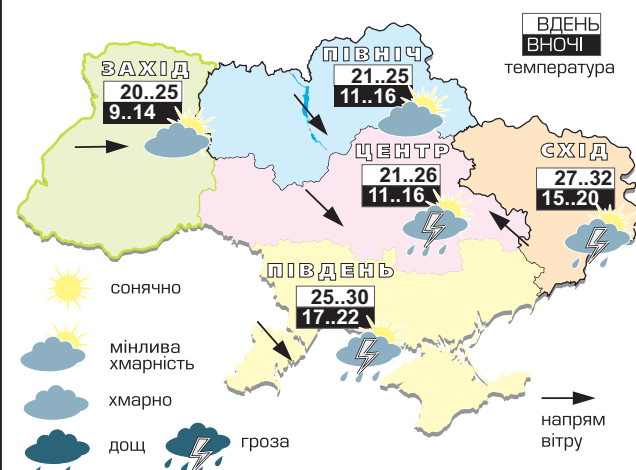 ВДЕНЬ
ВНОЧІ
температура
ЗАХІД
20..25
9..14
ПІВНІЧ
21..25
11..16
ЦЕНТР
21..26
11..16
СХІД
27..32
15..20
ПІВДЕНЬ
25..30
17..22
сонячно
мінлива
хмарність
хмарно
дощ
гроза
напрям
вітру